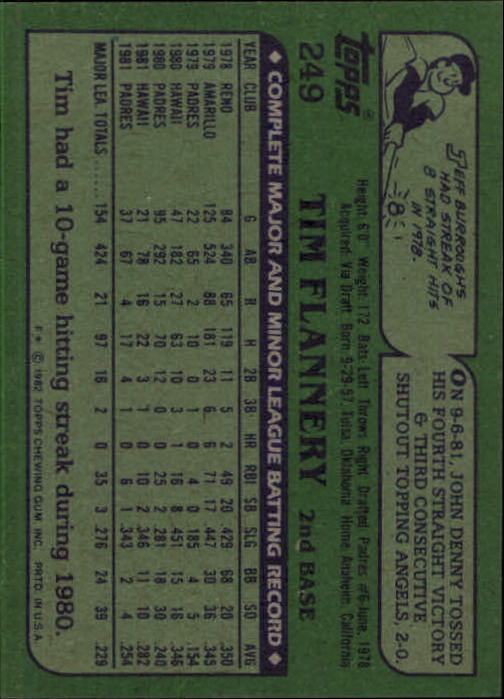 JEFF BURROUGHS
HAD STREAK OF
8 STRAIGHT HITS
IN 1978.
8
ON 9-6-81, JOHN DENNY TOSSED
HIS FOURTH STRAIGHT VICTORY
& THIRD CONSECUTIVE
SHUTOUT TOPPING ANGELS, 2-0.
topps®
249 TIM FLANNERY 2nd BASE
Height: 6'0" Weight: 172 Bats: Left Throws: Right Drafted: Padres #6-June, 1978
Acquired: Via Draft Born: 9-29-57, Tulsa, Oklahoma Home: Anaheim, California
◆ COMPLETE MAJOR AND MINOR LEAGUE BATTING RECORD ◆
YEAR CLUB G AB R H 2B 3B HR RBI SB SLG BB SO AVG
1978 RENO 84 340 65 119 11 5 2 49 20 .429 68 20 .350
1979 AMARILLO 125 524 88 181 23 6 6 71 17 .447 30 36 .345
1979 PADRES 22 65 2 10 0 1 0 4 0 .185 4 5 .154
1980 HAWAII 47 182 27 63 10 3 1 16 8 .451 15 16 .346
1980 PADRES 95 292 15 70 12 0 0 25 2 .281 18 30 .240
1981 HAWAII 21 78 16 22 3 1 0 10 2 .346 11 10 .282
1981 PADRES 37 67 4 17 4 1 0 6 1 .343 2 4 .254
MAJOR LEA. TOTALS...... 154 424 21 97 16 2 0 35 3 .276 24 39 .229
Tim had a 10-game hitting streak during 1980.
F* © 1982 TOPPS CHEWING GUM, INC. PRTD. IN U.S.A.